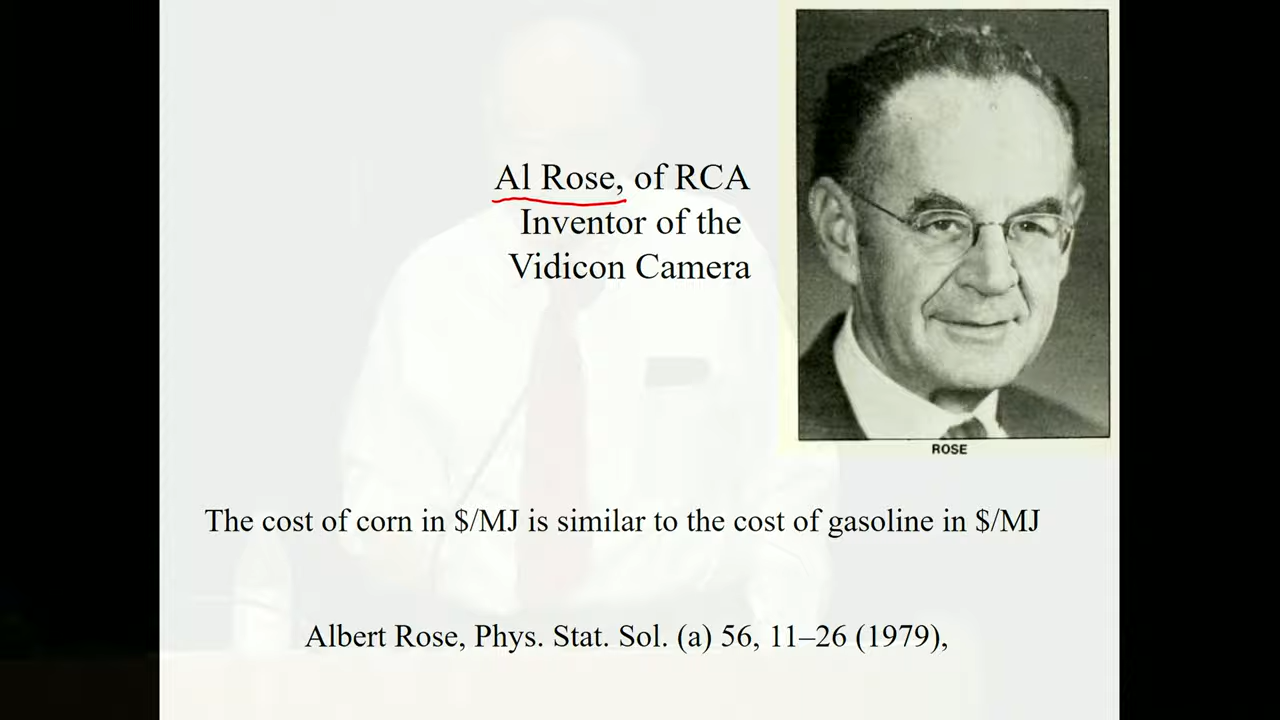 Al Rose, of RCA
Inventor of the
Vidicon Camera
ROSE
The cost of corn in $/MJ is similar to the cost of gasoline in $/MJ
Albert Rose, Phys. Stat. Sol. (a) 56, 11–26 (1979),